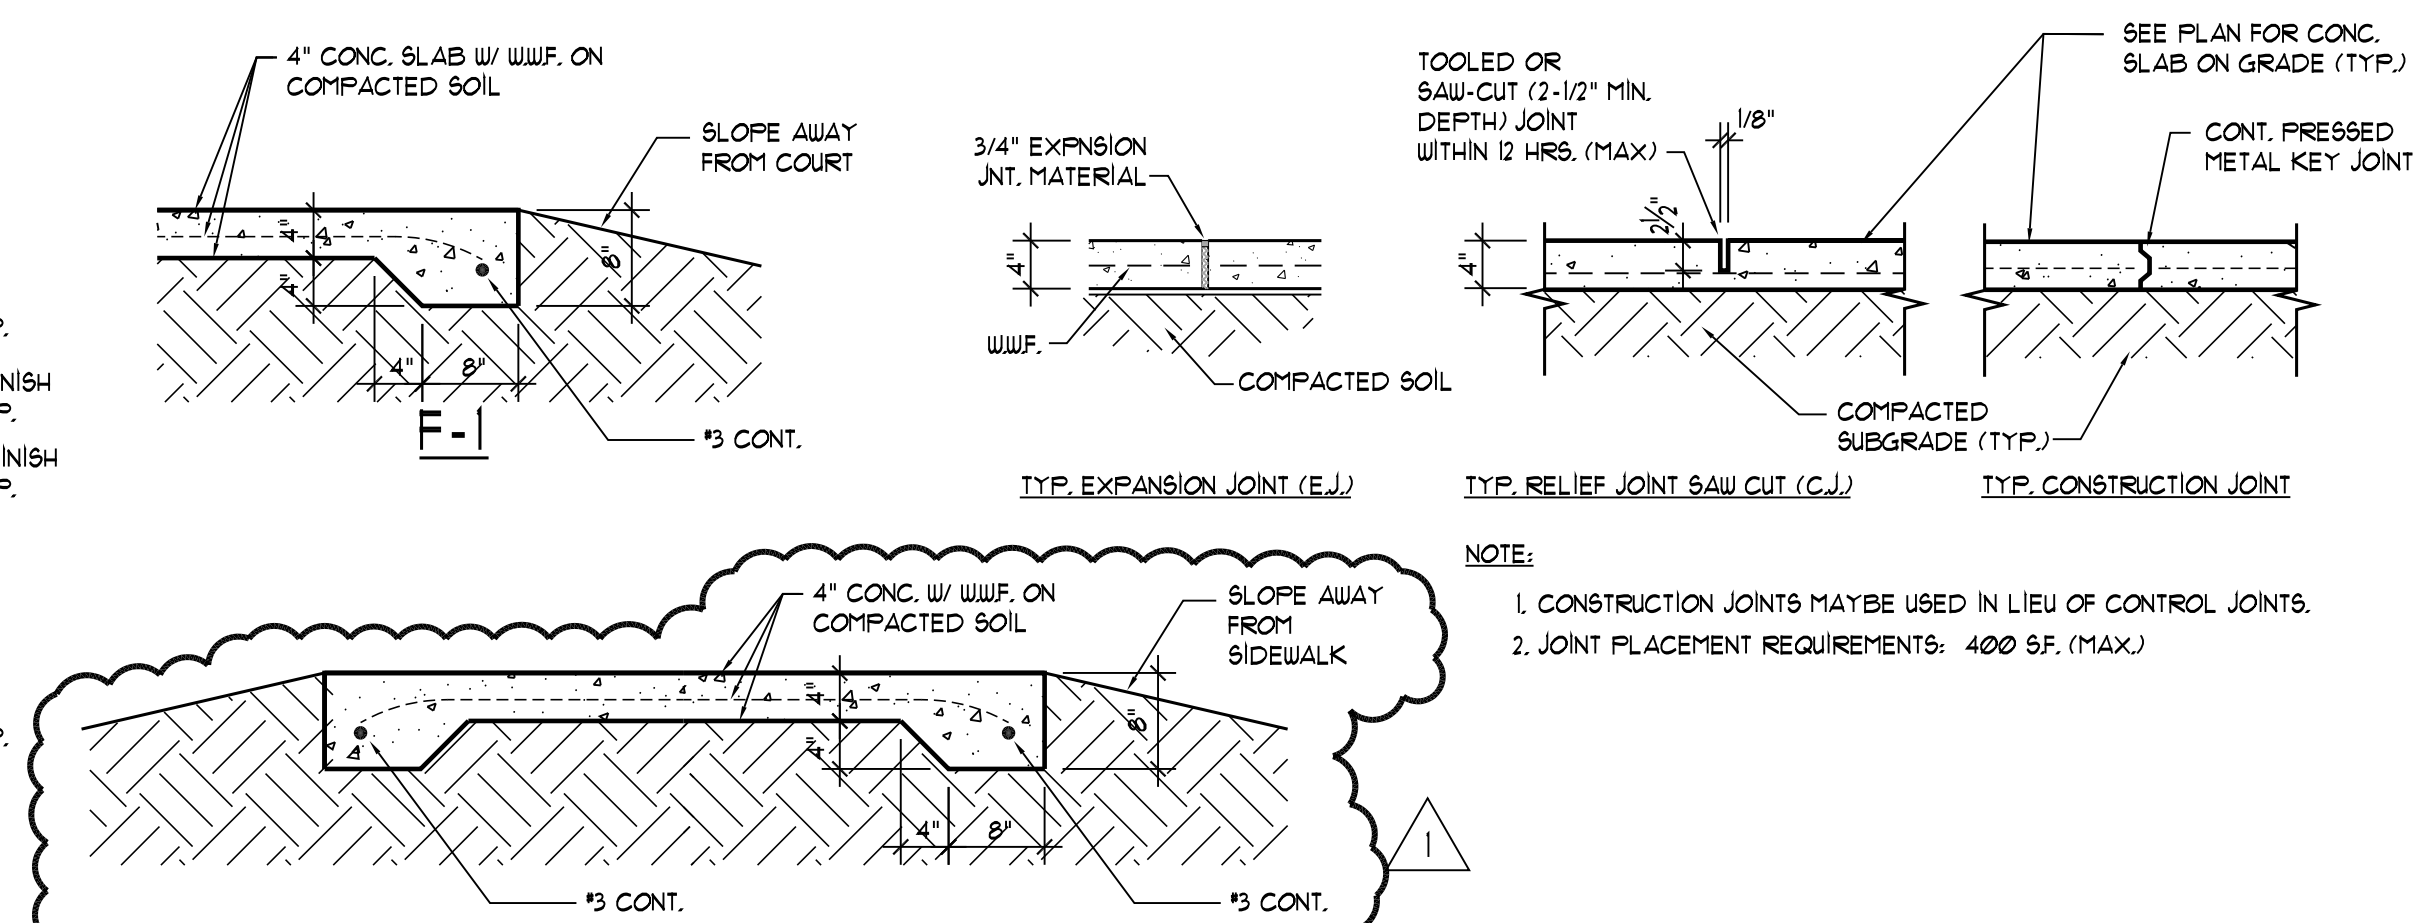 4" CONC. SLAB W/ W.W.F. ON
COMPACTED SOIL
SLOPE AWAY
FROM COURT
4"
4"
8"
4"
8"
F-1
#3 CONT.
NISH
INISH
3/4" EXPNSION
JNT. MATERIAL
4"
W.W.F.
COMPACTED SOIL
TYP. EXPANSION JOINT (E.J.)
TOOLED OR
SAW-CUT (2-1/2" MIN.
DEPTH) JOINT
WITHIN 12 HRS. (MAX)
1/8"
2 1/2"
4"
SEE PLAN FOR CONC.
SLAB ON GRADE (TYP.)
CONT. PRESSED
METAL KEY JOINT
COMPACTED
SUBGRADE (TYP.)
TYP. RELIEF JOINT SAW CUT (C.J.)
TYP. CONSTRUCTION JOINT
NOTE:
1. CONSTRUCTION JOINTS MAYBE USED IN LIEU OF CONTROL JOINTS.
2. JOINT PLACEMENT REQUIREMENTS: 400 S.F. (MAX.)
4" CONC. W/ W.W.F. ON
COMPACTED SOIL
SLOPE AWAY
FROM
SIDEWALK
4"
4"
8"
4"
8"
#3 CONT.
#3 CONT.
1